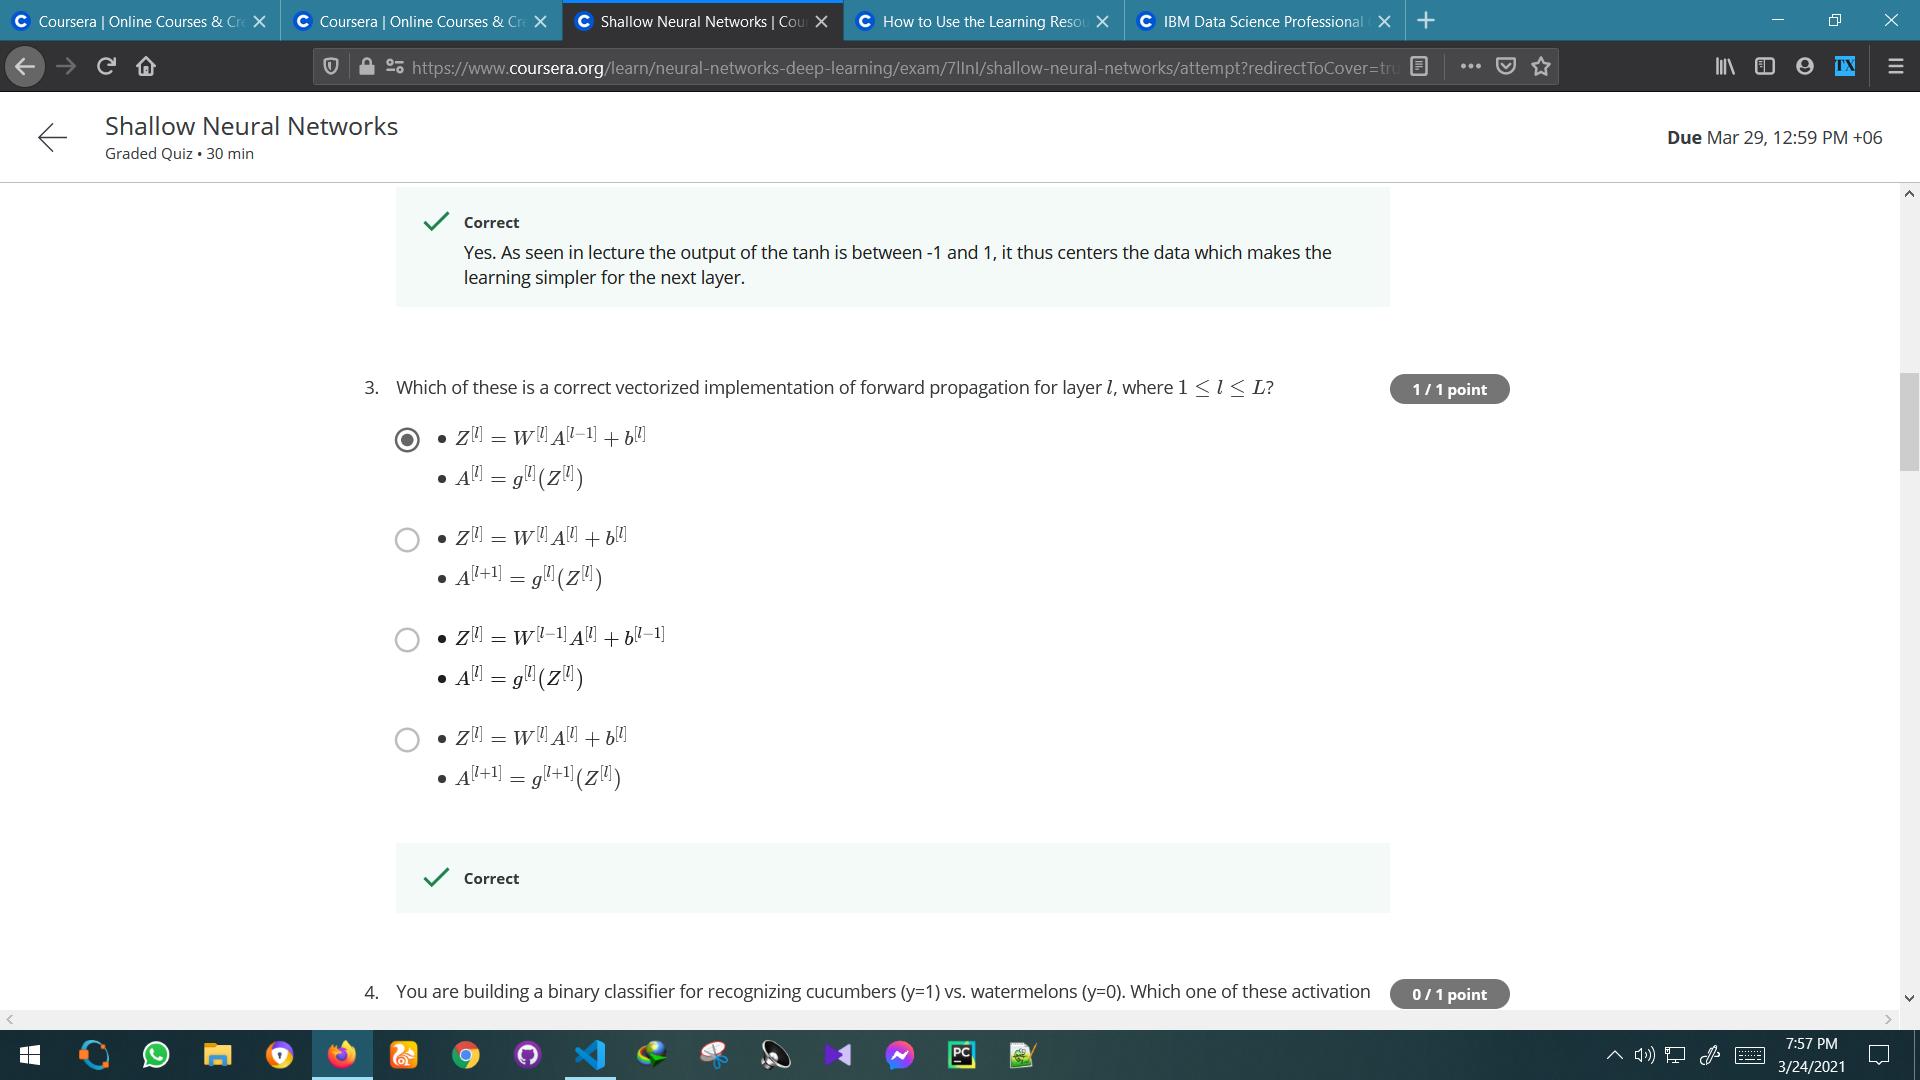 Coursera | Online Courses & Cre
Coursera | Online Courses & Cre
Shallow Neural Networks | Cour
How to Use the Learning Resou
IBM Data Science Professional
https://www.coursera.org/learn/neural-networks-deep-learning/exam/7lInI/shallow-neural-networks/attempt?redirectToCover=tru
Shallow Neural Networks
Graded Quiz • 30 min
Due Mar 29, 12:59 PM +06
Correct
Yes. As seen in lecture the output of the tanh is between -1 and 1, it thus centers the data which makes the
learning simpler for the next layer.
3. Which of these is a correct vectorized implementation of forward propagation for layer l, where 1 ≤ l ≤ L?
1 / 1 point
• Z^[l] = W^[l] A^[l−1] + b^[l]
• A^[l] = g^[l](Z^[l])
• Z^[l] = W^[l] A^[l] + b^[l]
• A^[l+1] = g^[l](Z^[l])
• Z^[l] = W^[l−1] A^[l] + b^[l−1]
• A^[l] = g^[l](Z^[l])
• Z^[l] = W^[l] A^[l] + b^[l]
• A^[l+1] = g^[l+1](Z^[l])
Correct
4. You are building a binary classifier for recognizing cucumbers (y=1) vs. watermelons (y=0). Which one of these activation
0 / 1 point
7:57 PM
3/24/2021